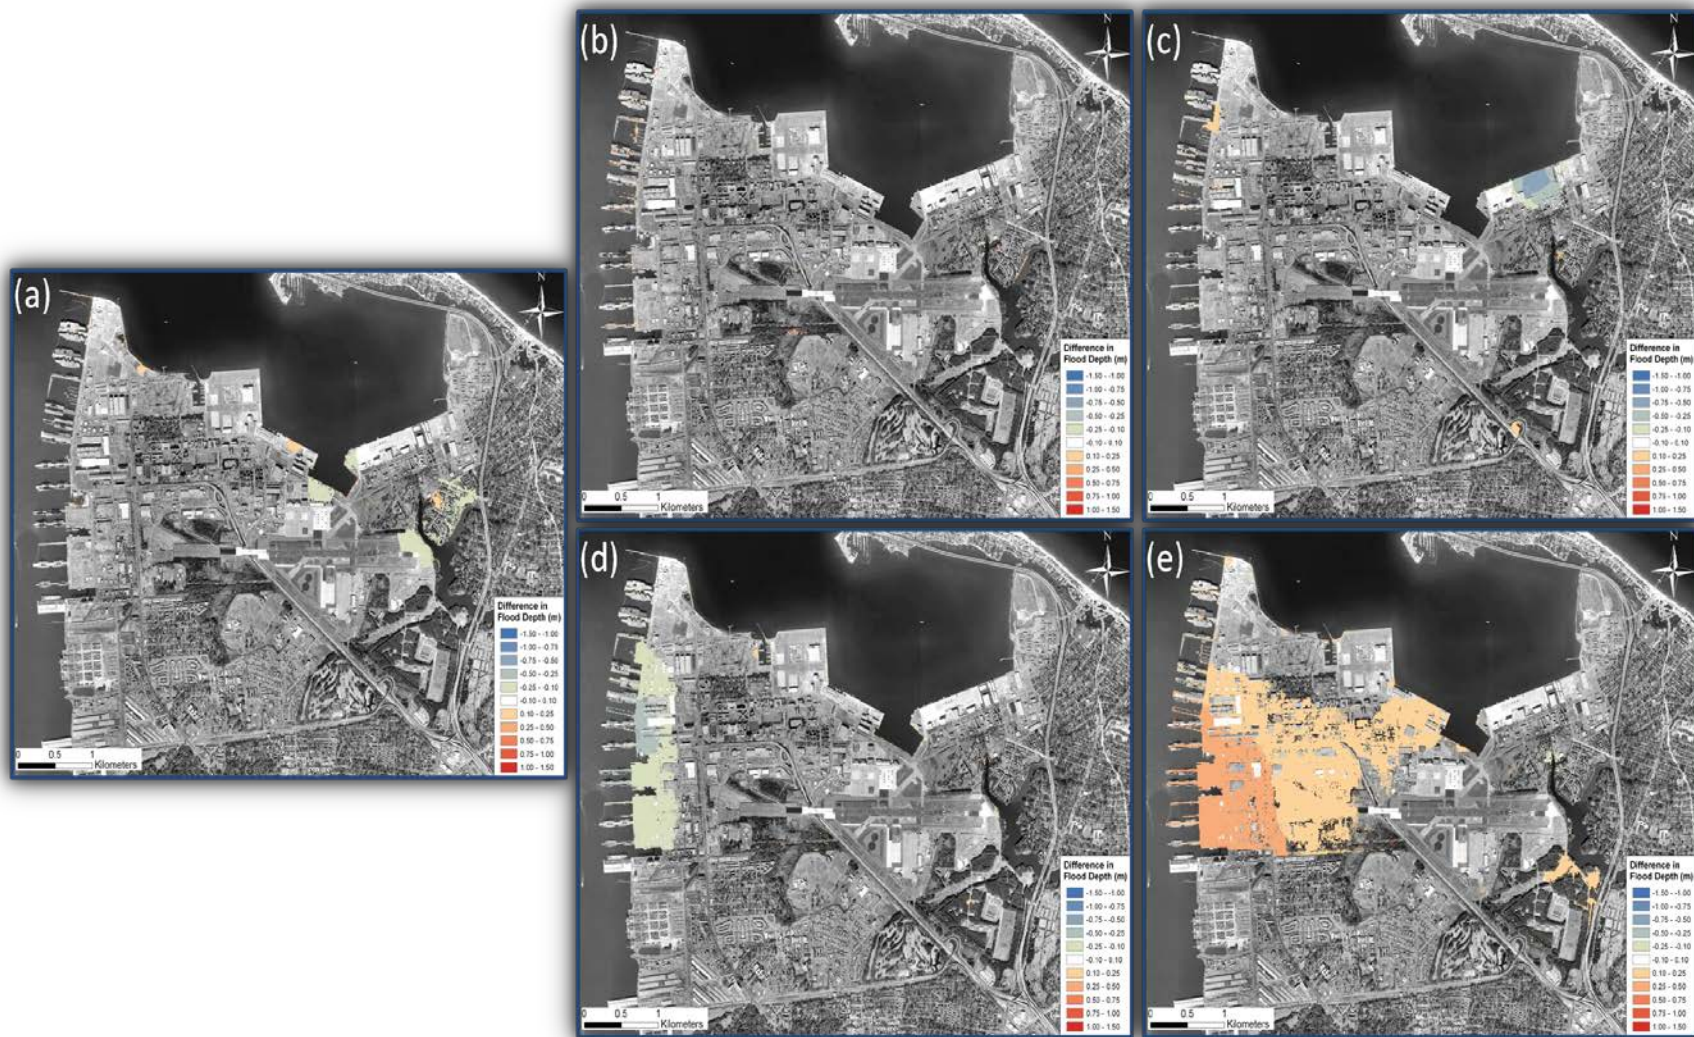 (a)
N
Difference in
Flood Depth (m)
-1.50 - -1.00
-1.00 - -0.75
-0.75 - -0.50
-0.50 - -0.25
-0.25 - -0.10
-0.10 - 0.10
0.10 - 0.25
0.25 - 0.50
0.50 - 0.75
0.75 - 1.00
1.00 - 1.50
0 0.5 1
Kilometers
(b)
N
Difference in
Flood Depth (m)
-1.50 - -1.00
-1.00 - -0.75
-0.75 - -0.50
-0.50 - -0.25
-0.25 - -0.10
-0.10 - 0.10
0.10 - 0.25
0.25 - 0.50
0.50 - 0.75
0.75 - 1.00
1.00 - 1.50
0 0.5 1
Kilometers
(c)
N
Difference in
Flood Depth (m)
-1.50 - -1.00
-1.00 - -0.75
-0.75 - -0.50
-0.50 - -0.25
-0.25 - -0.10
-0.10 - 0.10
0.10 - 0.25
0.25 - 0.50
0.50 - 0.75
0.75 - 1.00
1.00 - 1.50
0 0.5 1
Kilometers
(d)
N
Difference in
Flood Depth (m)
-1.50 - -1.00
-1.00 - -0.75
-0.75 - -0.50
-0.50 - -0.25
-0.25 - -0.10
-0.10 - 0.10
0.10 - 0.25
0.25 - 0.50
0.50 - 0.75
0.75 - 1.00
1.00 - 1.50
0 0.5 1
Kilometers
(e)
N
Difference in
Flood Depth (m)
-1.50 - -1.00
-1.00 - -0.75
-0.75 - -0.50
-0.50 - -0.25
-0.25 - -0.10
-0.10 - 0.10
0.10 - 0.25
0.25 - 0.50
0.50 - 0.75
0.75 - 1.00
1.00 - 1.50
0 0.5 1
Kilometers